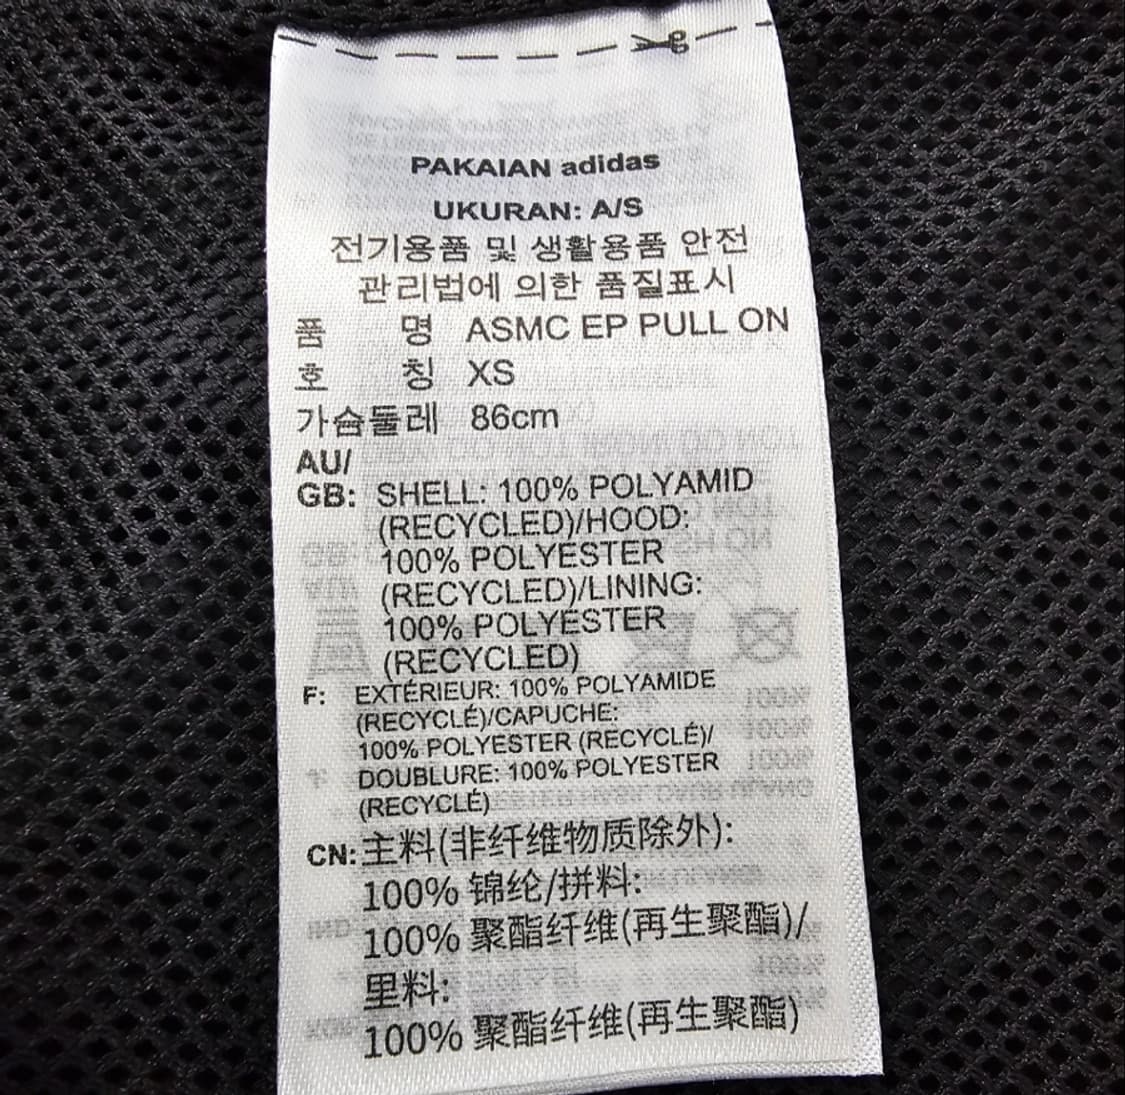 PAKAIAN adidas
UKURAN: A/S
전기용품 및 생활용품 안전
관리법에 의한 품질표시
품 명 ASMC EP PULL ON
호 칭 XS
가슴둘레 86cm
AU/
GB: SHELL: 100% POLYAMID
(RECYCLED)/HOOD:
100% POLYESTER
(RECYCLED)/LINING:
100% POLYESTER
(RECYCLED)
F: EXTÉRIEUR: 100% POLYAMIDE
(RECYCLÉ)/CAPUCHE:
100% POLYESTER (RECYCLÉ)/
DOUBLURE: 100% POLYESTER
(RECYCLÉ)
CN: 主料(非纤维物质除外):
100% 锦纶/拼料:
100% 聚酯纤维(再生聚酯)/
里料:
100% 聚酯纤维(再生聚酯)